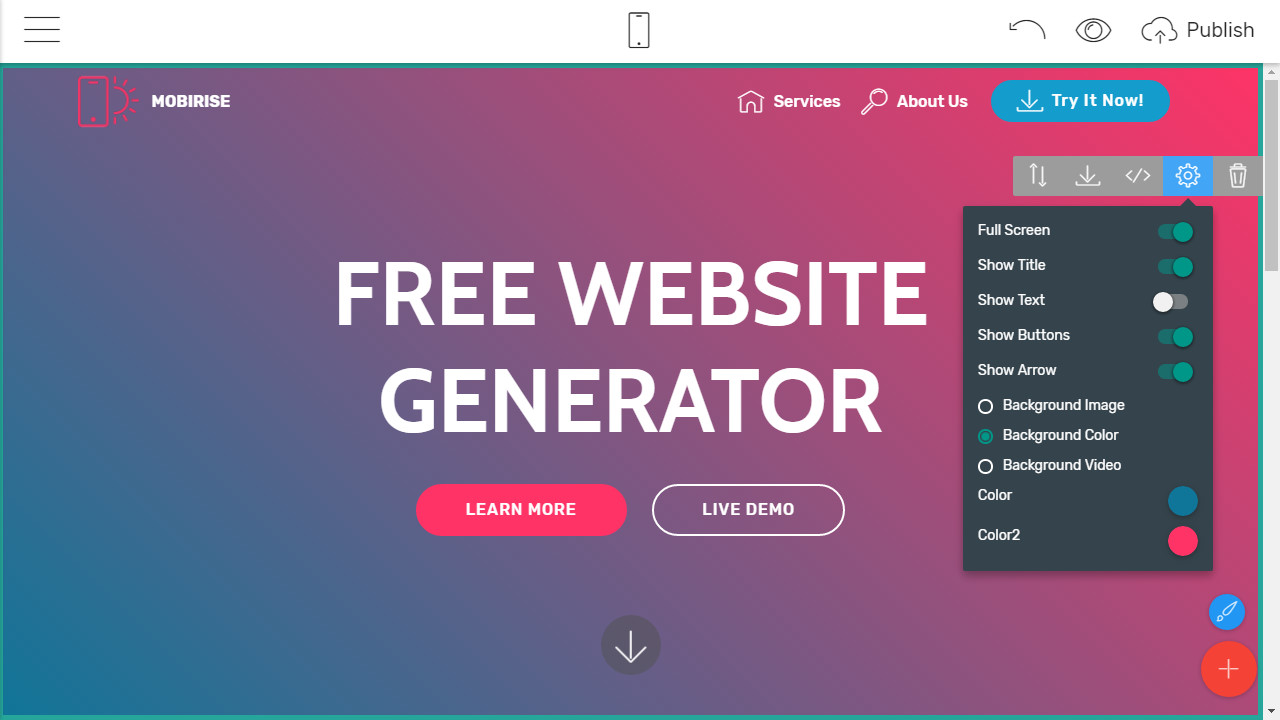 Publish
MOBIRISE
Services
About Us
Try It Now!
</>
Full Screen
Show Title
Show Text
Show Buttons
Show Arrow
Background Image
Background Color
Background Video
Color
Color2
FREE WEBSITE
GENERATOR
LEARN MORE
LIVE DEMO